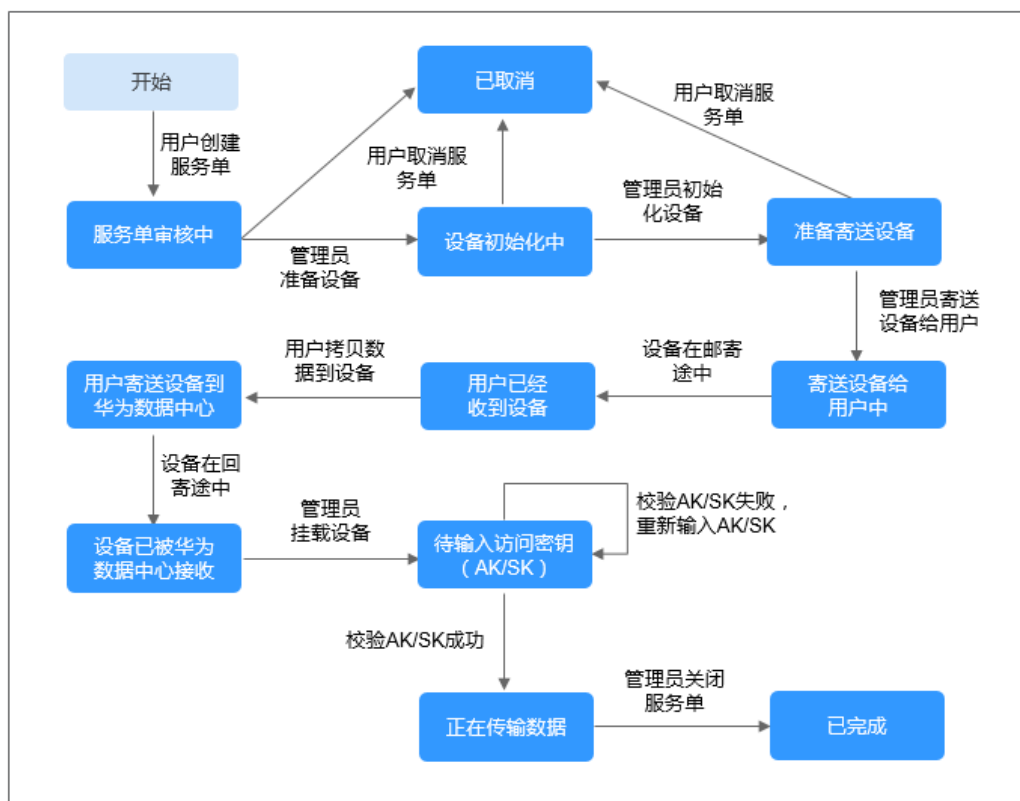 开始
已取消
用户取消服
务单
用户创建
服务单
用户取消服
务单
管理员初始
化设备
服务单审核中
设备初始化中
准备寄送设备
管理员
准备设备
管理员寄送
设备给用户
用户拷贝数
据到设备
设备在邮寄
途中
用户寄送设备到
华为数据中心
用户已经
收到设备
寄送设备给
用户中
设备在回
寄途中
管理员
挂载设备
校验AK/SK失败，
重新输入AK/SK
设备已被华为
数据中心接收
待输入访问密钥
（AK/SK）
校验AK/SK成功
管理员关闭
服务单
正在传输数据
已完成